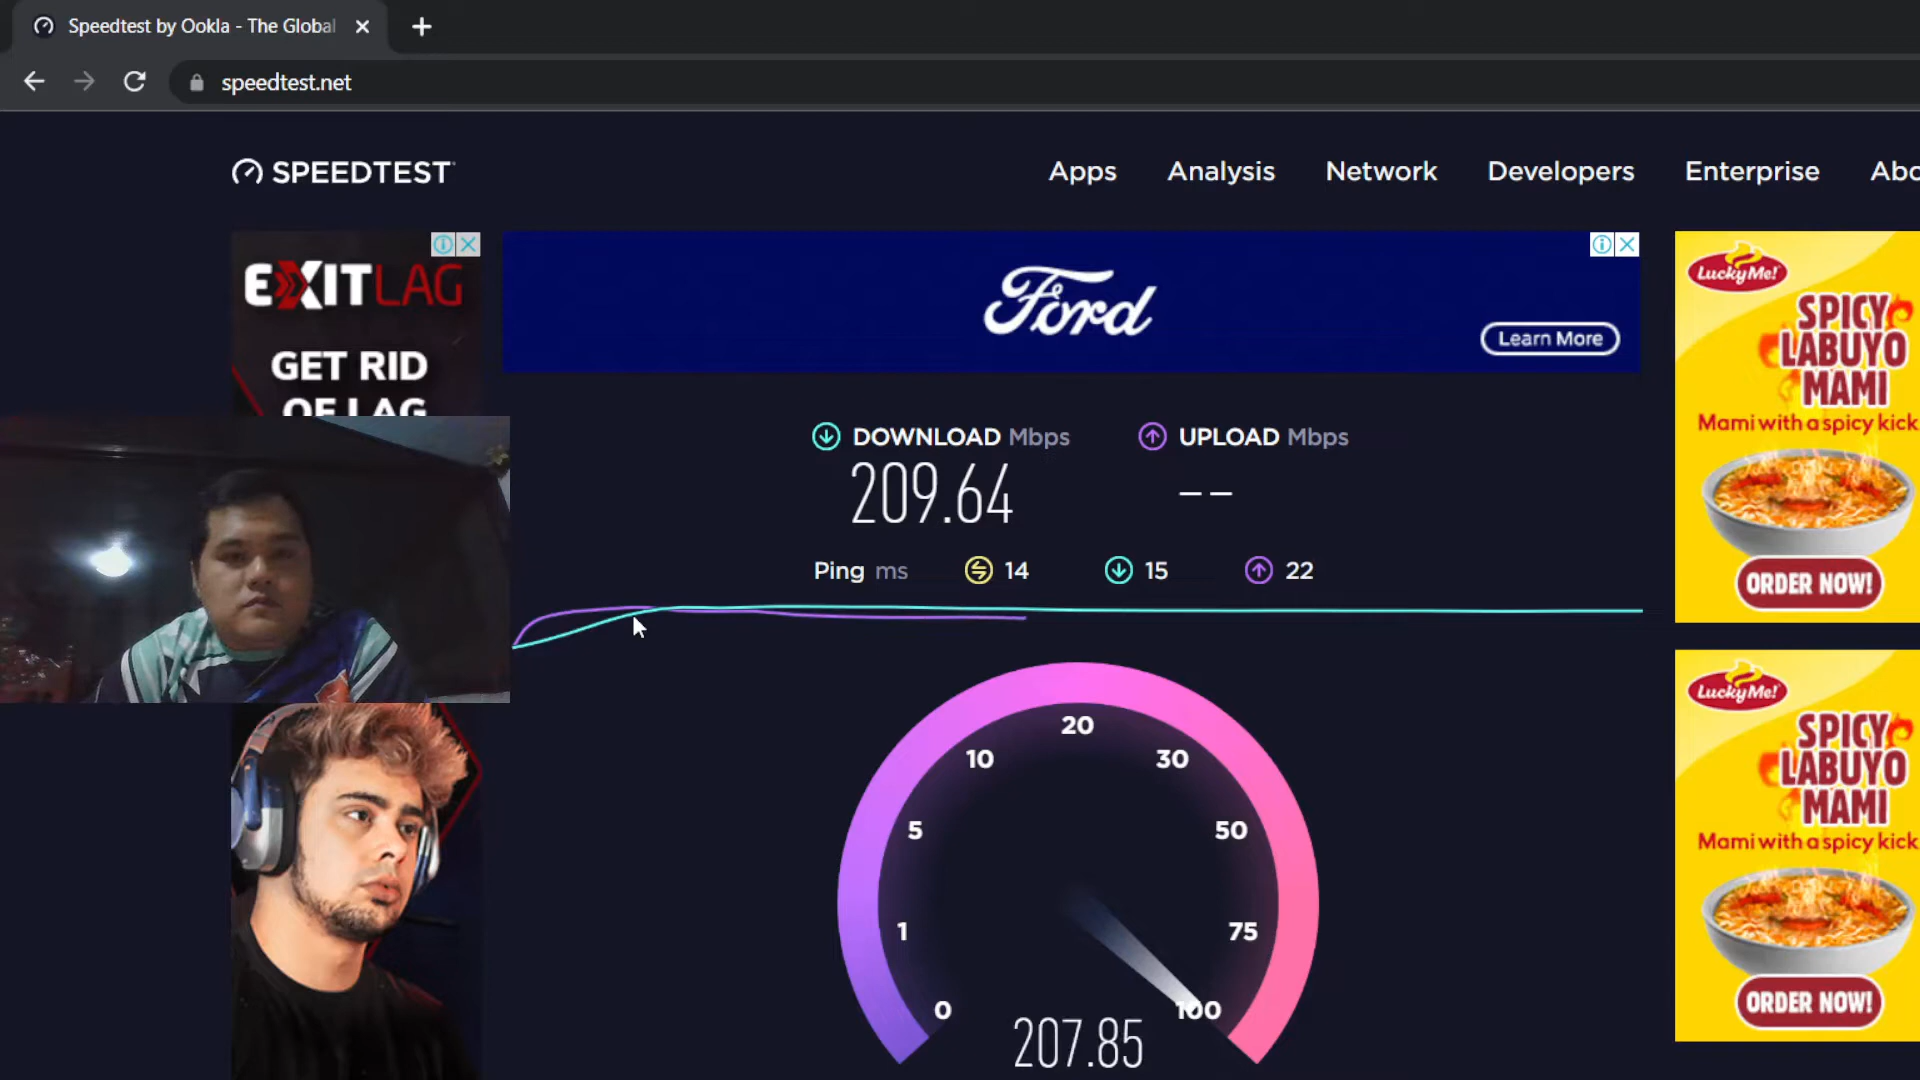 Speedtest by Ookla - The Global
speedtest.net
SPEEDTEST
Apps
Analysis
Network
Developers
Enterprise
Abo
EXITLAG
GET RID
OF LAG
Ford
Learn More
LuckyMe!
SPICY
LABUYO
MAMI
Mami with a spicy kick
ORDER NOW!
DOWNLOAD Mbps
209.64
UPLOAD Mbps
--
Ping ms
14
15
22
0
1
5
10
20
30
50
75
100
207.85
LuckyMe!
SPICY
LABUYO
MAMI
Mami with a spicy kick
ORDER NOW!